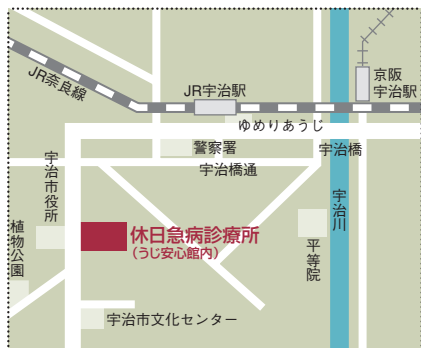 JR奈良線
JR宇治駅
京阪
宇治駅
ゆめりあうじ
警察署
宇治橋
宇治橋通
宇治市役所
宇治川
植物公園
休日急病診療所
(うじ安心館内)
平等院
宇治市文化センター